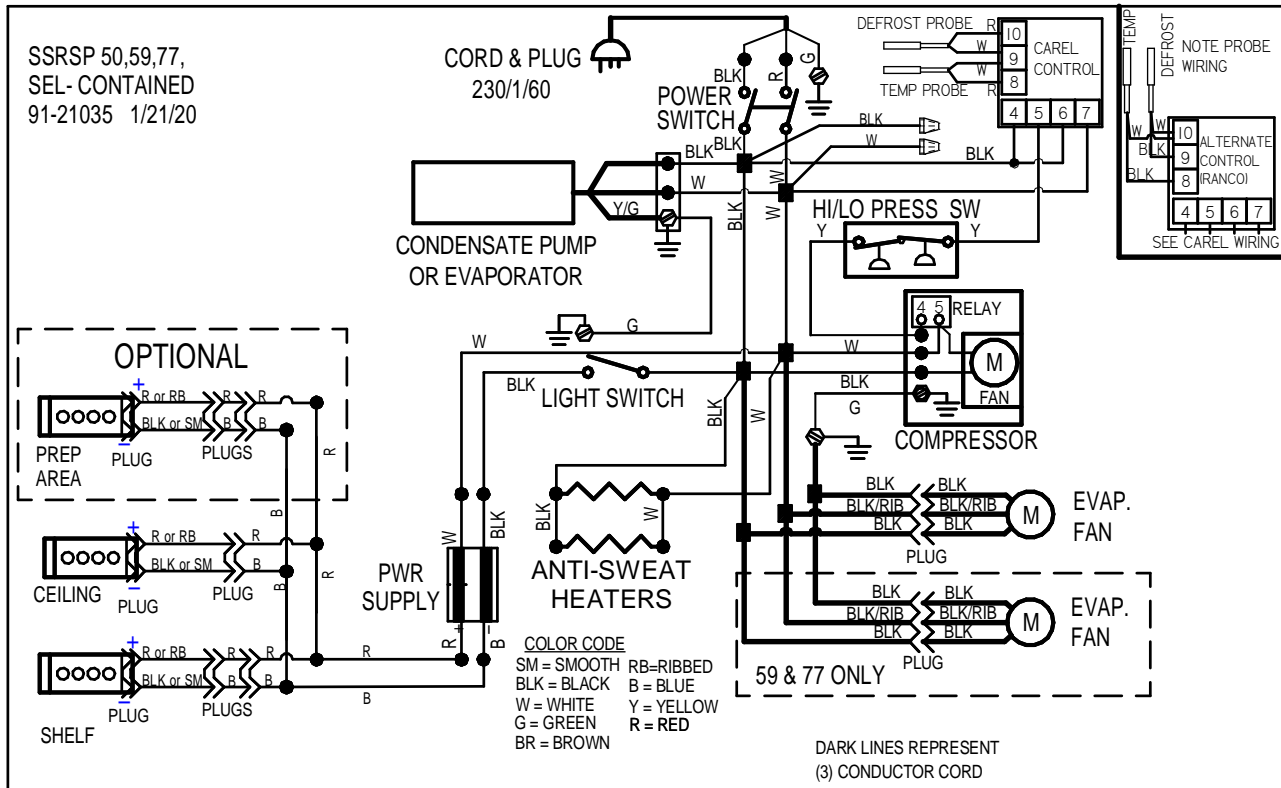 SSRSP 50,59,77,
SEL- CONTAINED
91-21035 1/21/20
CORD & PLUG
230/1/60
BLK
R
G
POWER
SWITCH
BLK
BLK
W
DEFROST PROBE
R
W
TEMP PROBE
W
R
10
9
8
CAREL
CONTROL
4 5 6 7
TEMP
DEFROST
NOTE PROBE
WIRING
W
W
BLK
BLK
10
9
8
ALTERNATE
CONTROL
(RANCO)
4 5 6 7
SEE CAREL WIRING
BLK
W
Y/G
BLK
W
W
BLK
CONDENSATE PUMP
OR EVAPORATOR
HI/LO PRESS SW
Y
Y
G
4 5
RELAY
M
FAN
COMPRESSOR
W
W
BLK
LIGHT SWITCH
BLK
G
BLK
W
OPTIONAL
+
R or RB
R
R
BLK or SM
B
B
–
PREP
AREA
PLUG
PLUGS
R
B
+
R or RB
R
BLK or SM
B
–
CEILING
PLUG
PLUG
R
B
+
R or RB
R
R
R
BLK or SM
B
B
B
–
PLUG
PLUGS
SHELF
W
BLK
PWR
SUPPLY
+
–
R
B
BLK
W
ANTI-SWEAT
HEATERS
BLK
BLK
BLK/RIB
BLK/RIB
BLK
BLK
PLUG
M
EVAP.
FAN
BLK
BLK
BLK/RIB
BLK/RIB
BLK
BLK
PLUG
M
EVAP.
FAN
59 & 77 ONLY
COLOR CODE
SM = SMOOTH RB=RIBBED
BLK = BLACK B = BLUE
W = WHITE Y = YELLOW
G = GREEN R = RED
BR = BROWN
DARK LINES REPRESENT
(3) CONDUCTOR CORD